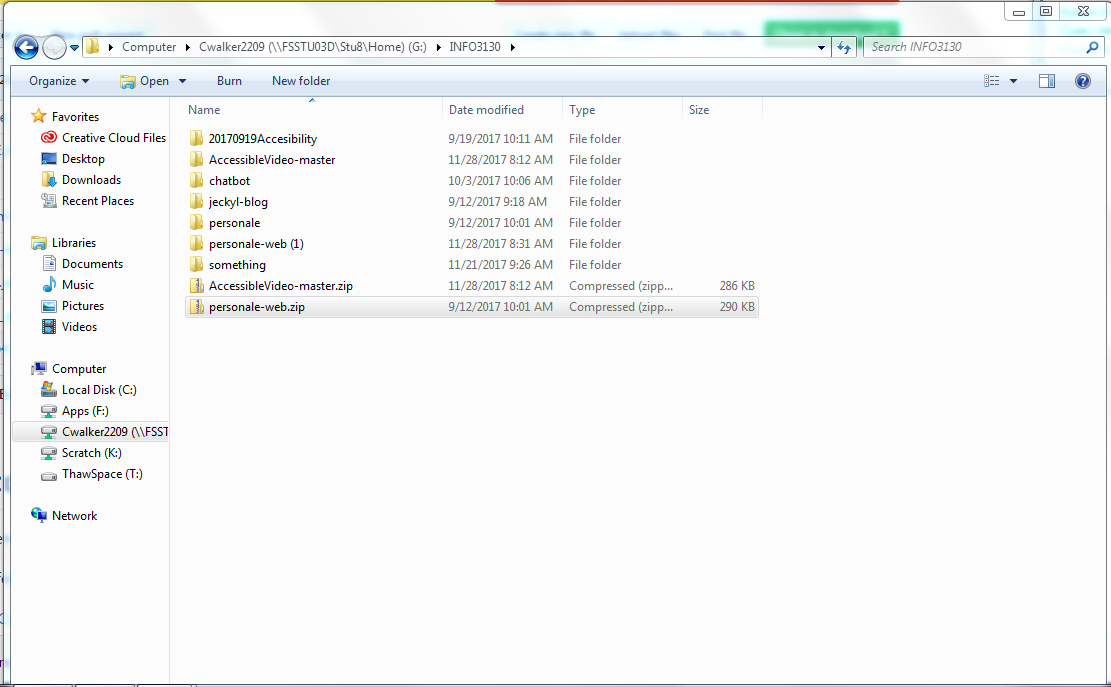 Computer Cwalker2209 (\\FSSTU03D\Stu8\Home) (G:) INFO3130 Search INFO3130
Organize Open Burn New folder
Name Date modified Type Size
Favorites
Creative Cloud Files
Desktop
Downloads
Recent Places
Libraries
Documents
Music
Pictures
Videos
Computer
Local Disk (C:)
Apps (F:)
Cwalker2209 (\\FSST
Scratch (K:)
ThawSpace (T:)
Network
20170919Accesibility 9/19/2017 10:11 AM File folder
AccessibleVideo-master 11/28/2017 8:12 AM File folder
chatbot 10/3/2017 10:06 AM File folder
jeckyl-blog 9/12/2017 9:18 AM File folder
personale 9/12/2017 10:01 AM File folder
personale-web (1) 11/28/2017 8:31 AM File folder
something 11/21/2017 9:26 AM File folder
AccessibleVideo-master.zip 11/28/2017 8:12 AM Compressed (zipp... 286 KB
personale-web.zip 9/12/2017 10:01 AM Compressed (zipp... 290 KB